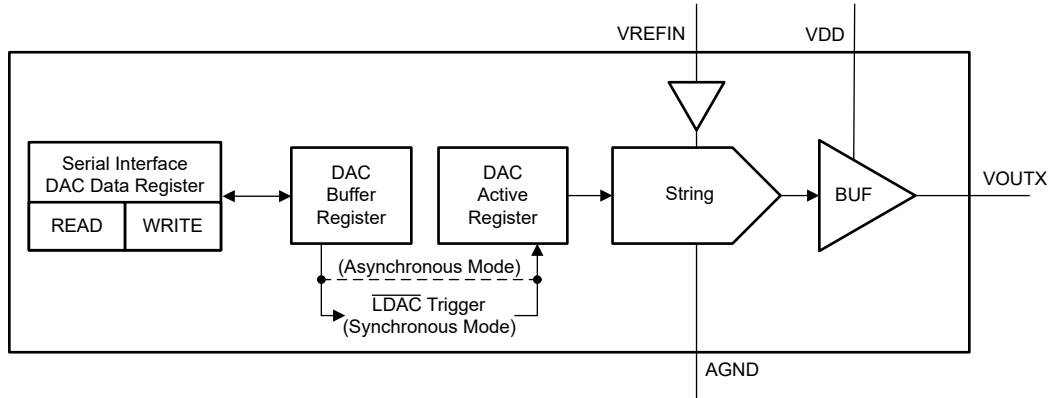 VREFIN
VDD
Serial Interface
DAC Data Register
READ
WRITE
DAC
Buffer
Register
DAC
Active
Register
String
BUF
VOUTX
(Asynchronous Mode)
L̅D̅A̅C̅ Trigger
(Synchronous Mode)
AGND